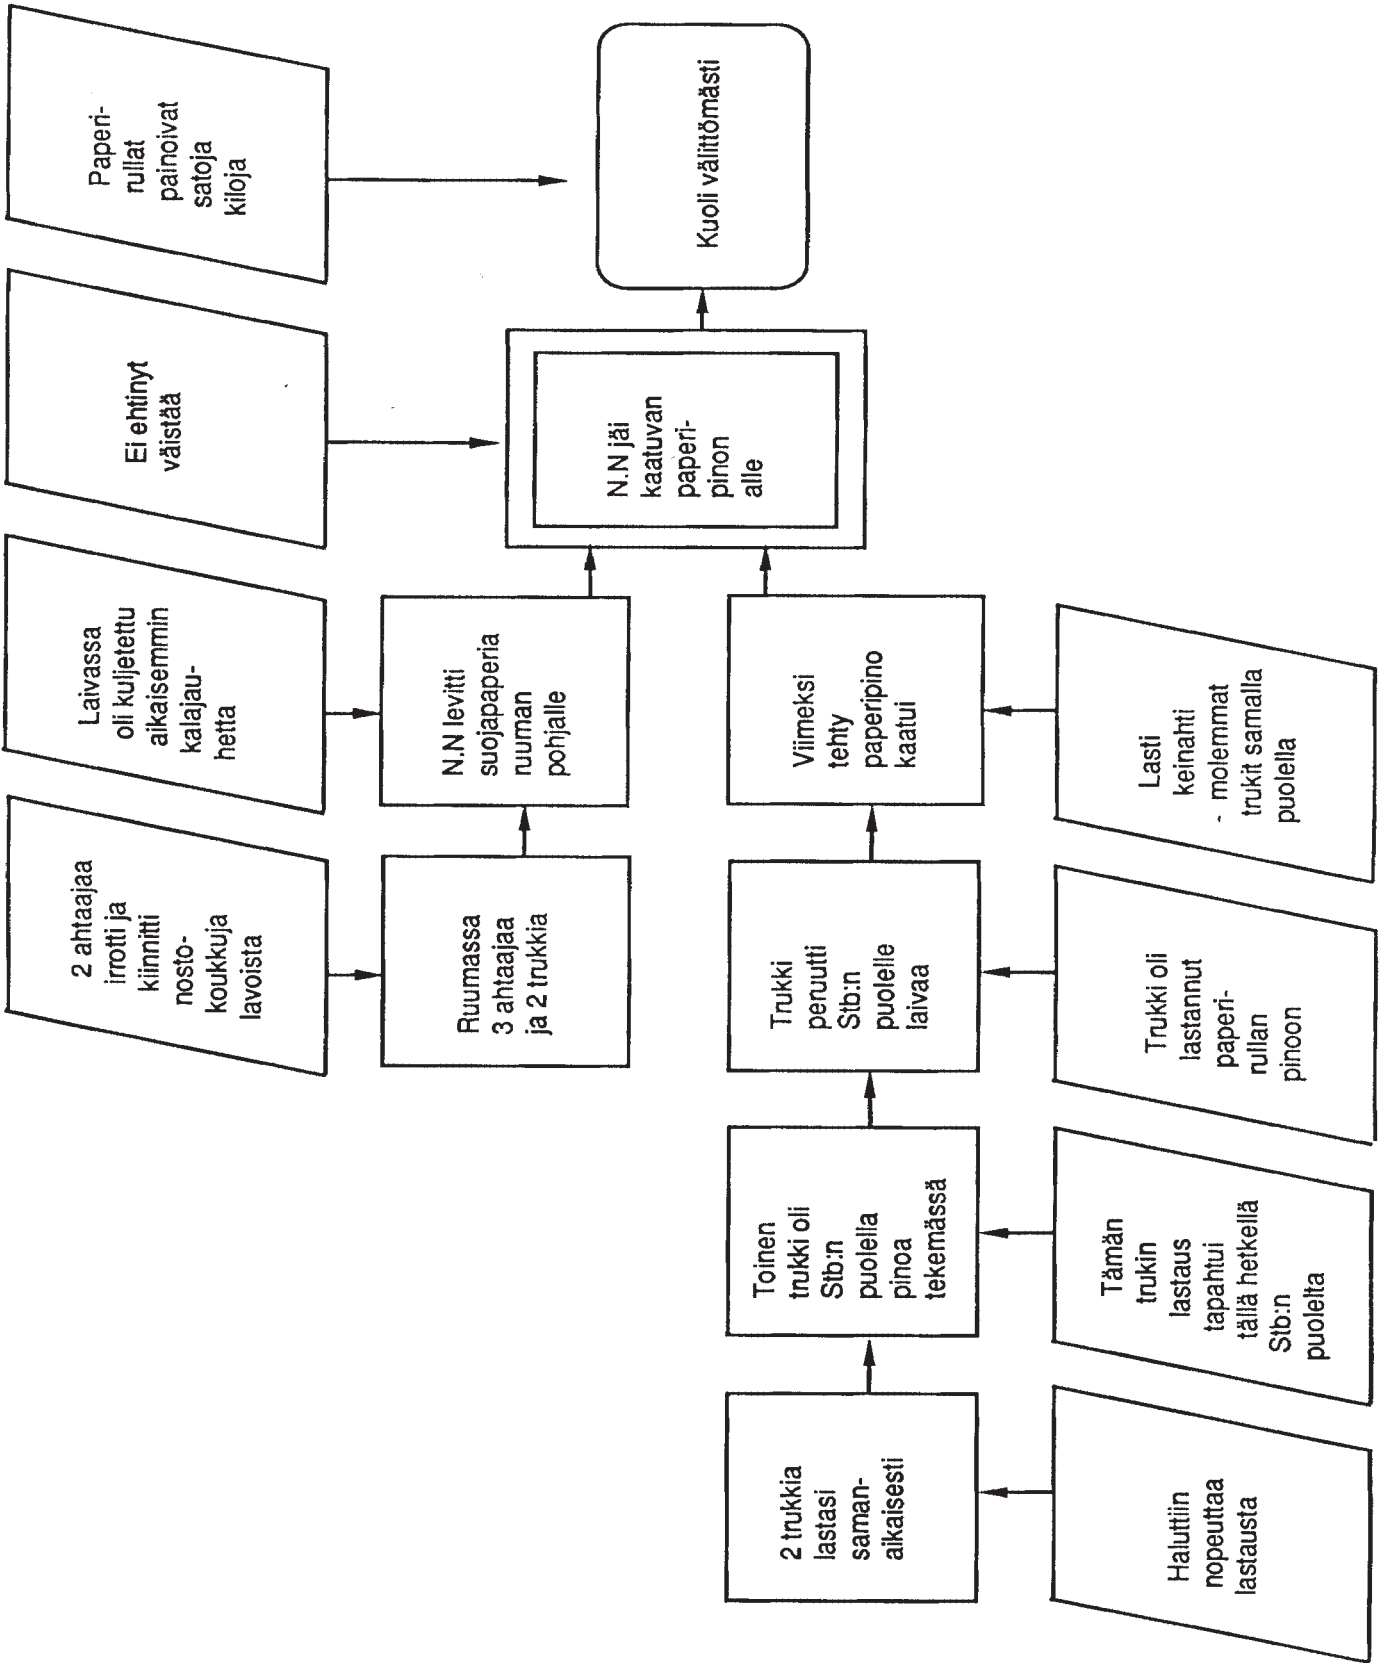 2 ahtaajaa
irrotti ja
kiinnitti
nosto-
koukkuja
lavoista
Laivassa
oli kuljetettu
aikaisemmin
kalajau-
hetta
Ei ehtinyt
väistää
Paperi-
rullat
painoivat
satoja
kiloja
Ruumassa
3 ahtaajaa
ja 2 trukkia
N.N levitti
suojapaperia
ruuman
pohjalle
N.N jäi
kaatuvan
paperi-
pinon
alle
Kuoli välittömästi
2 trukkia
lastasi
saman-
aikaisesti
Toinen
trukki oli
Stb:n
puolella
pinoa
tekemässä
Trukki
peruutti
Stb:n
puolelle
laivaa
Viimeksi
tehty
paperipino
kaatui
Haluttiin
nopeuttaa
lastausta
Tämän
trukin
lastaus
tapahtui
tällä hetkellä
Stb:n
puolelta
Trukki oli
lastannut
paperi-
rullan
pinoon
Lasti
keinahti
- molemmat
trukit samalla
puolella